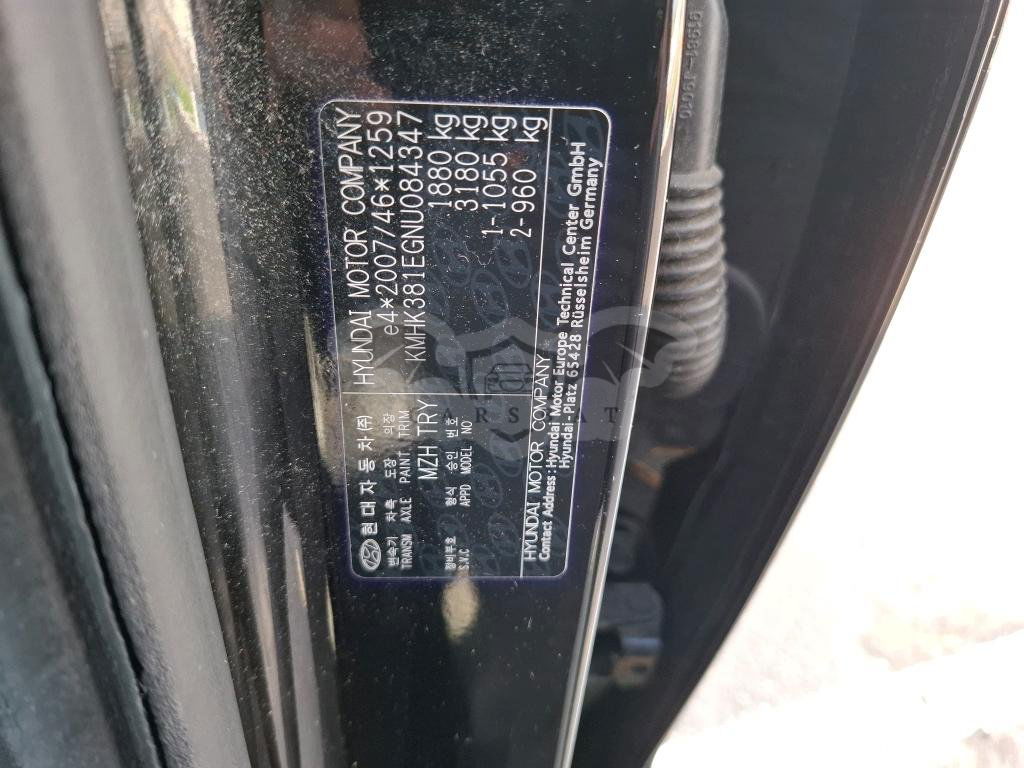 현대자동차(주) HYUNDAI MOTOR COMPANY
변속기 차축 도장 의장 e4*2007/46*1259
TRANSM AXLE PAINT TRIM KMHK381EGNU084347
MZH TRY 1880 kg
정비부호 형식 승인 번호 3180 kg
S.V.C APPD MODEL NO 1- 1055 kg
2- 960 kg
HYUNDAI MOTOR COMPANY
Contact Address : Hyundai Motor Europe Technical Center GmbH
Hyundai-Platz 65428 Rüsselsheim Germany